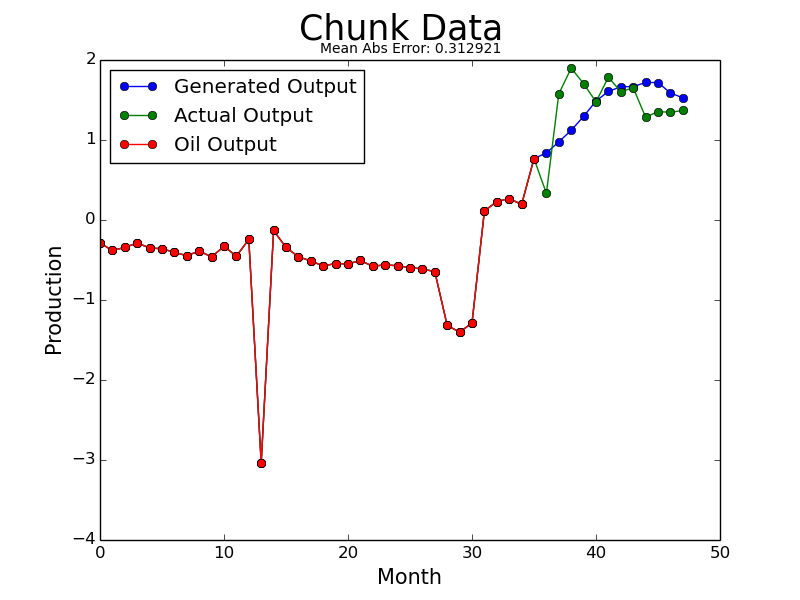 Chunk Data
Mean Abs Error: 0.312921
Generated Output
Actual Output
Oil Output
2
1
0
−1
−2
−3
−4
Production
0 10 20 30 40 50
Month